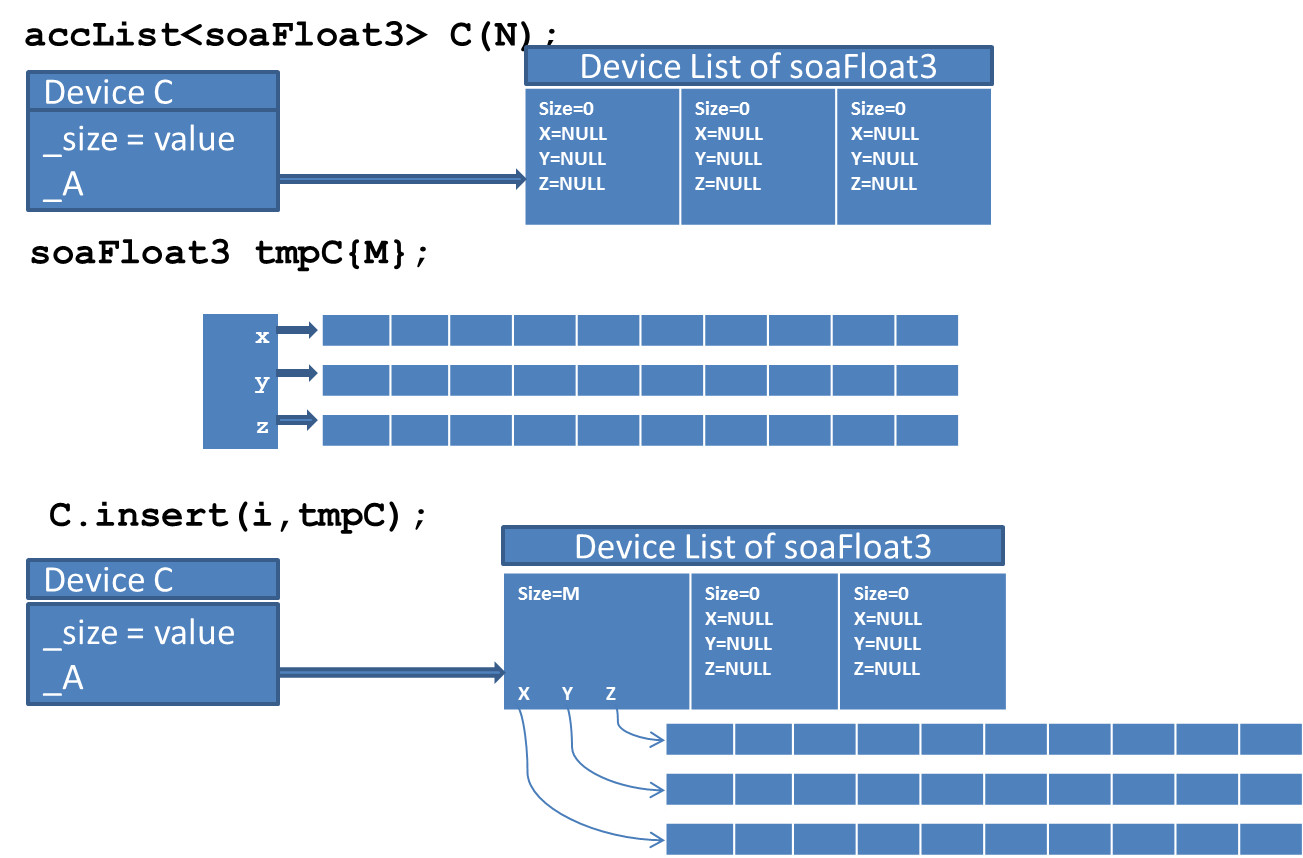 accList<soaFloat3> C(N);
Device List of soaFloat3
Device C
_size = value
_A
Size=0
X=NULL
Y=NULL
Z=NULL
Size=0
X=NULL
Y=NULL
Z=NULL
Size=0
X=NULL
Y=NULL
Z=NULL
soaFloat3 tmpC{M};
x
y
z
C.insert(i,tmpC);
Device List of soaFloat3
Device C
_size = value
_A
Size=M
X Y Z
Size=0
X=NULL
Y=NULL
Z=NULL
Size=0
X=NULL
Y=NULL
Z=NULL